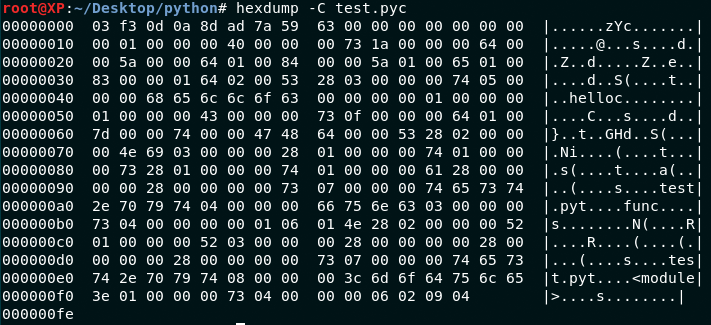 root@XP:~/Desktop/python# hexdump -C test.pyc
00000000  03 f3 0d 0a 8d ad 7a 59  63 00 00 00 00 00 00 00  |......zYc.......|
00000010  00 01 00 00 00 40 00 00  00 73 1a 00 00 00 64 00  |.....@...s....d.|
00000020  00 5a 00 00 64 01 00 84  00 00 5a 01 00 65 01 00  |.Z..d.....Z..e..|
00000030  83 00 00 01 64 02 00 53  28 03 00 00 00 74 05 00  |....d..S(....t..|
00000040  00 00 68 65 6c 6c 6f 63  00 00 00 00 01 00 00 00  |..helloc........|
00000050  01 00 00 00 43 00 00 00  73 0f 00 00 00 64 01 00  |....C...s....d..|
00000060  7d 00 00 74 00 00 47 48  64 00 00 53 28 02 00 00  |}..t..GHd..S(...|
00000070  00 4e 69 03 00 00 00 28  01 00 00 00 74 01 00 00  |.Ni....(....t...|
00000080  00 73 28 01 00 00 00 74  01 00 00 00 61 28 00 00  |.s(....t....a(..|
00000090  00 00 28 00 00 00 00 73  07 00 00 00 74 65 73 74  |..(....s....test|
000000a0  2e 70 79 74 04 00 00 00  66 75 6e 63 03 00 00 00  |.pyt....func....|
000000b0  73 04 00 00 00 00 01 06  01 4e 28 02 00 00 00 52  |s........N(....R|
000000c0  01 00 00 00 52 03 00 00  00 28 00 00 00 00 28 00  |....R....(....(.|
000000d0  00 00 00 28 00 00 00 00  73 07 00 00 00 74 65 73  |...(....s....tes|
000000e0  74 2e 70 79 74 08 00 00  00 3c 6d 6f 64 75 6c 65  |t.pyt....<module|
000000f0  3e 01 00 00 00 73 04 00  00 00 06 02 09 04        |>....s........|
000000fe